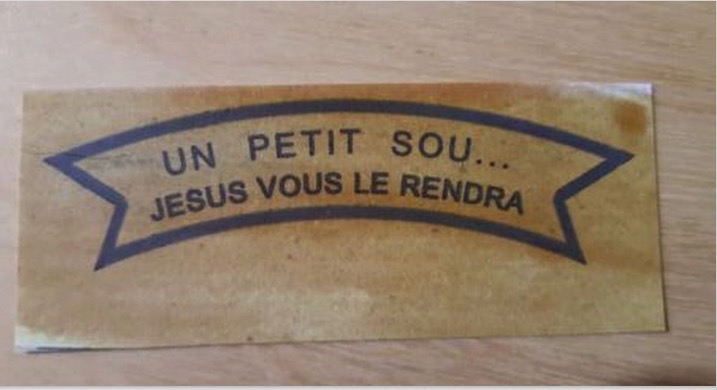 UN PETIT SOU...
JESUS VOUS LE RENDRA